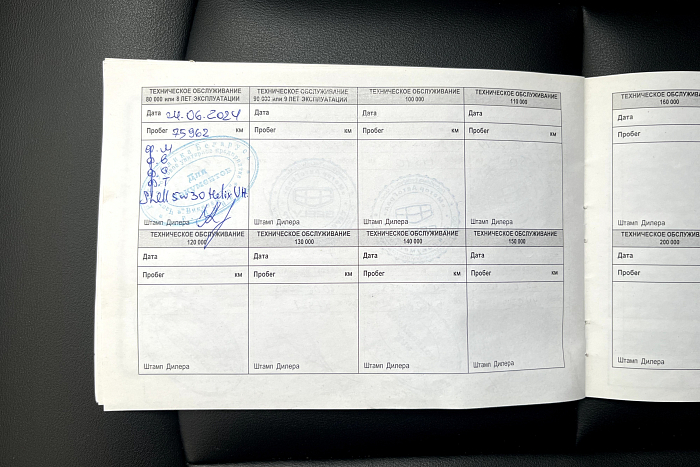 ТЕХНИЧЕСКОЕ ОБСЛУЖИВАНИЕ
80 000 или 8 ЛЕТ ЭКСПЛУАТАЦИИ
Дата 24.06.2024
Пробег 75962 км
ф. М
ф. В
ф. С
ф. Т
Shell 5W30 Helix UH.
Для документов
Штамп Дилера
ТЕХНИЧЕСКОЕ ОБСЛУЖИВАНИЕ
90 000 или 9 ЛЕТ ЭКСПЛУАТАЦИИ
Дата
Пробег км
Штамп Дилера
ТЕХНИЧЕСКОЕ ОБСЛУЖИВАНИЕ
100 000
Дата
Пробег км
Штамп Дилера
ТЕХНИЧЕСКОЕ ОБСЛУЖИВАНИЕ
110 000
Дата
Пробег км
Штамп Дилера
ТЕХНИЧЕСКОЕ ОБСЛУЖИВАНИЕ
120 000
Дата
Пробег км
Штамп Дилера
ТЕХНИЧЕСКОЕ ОБСЛУЖИВАНИЕ
130 000
Дата
Пробег км
Штамп Дилера
ТЕХНИЧЕСКОЕ ОБСЛУЖИВАНИЕ
140 000
Дата
Пробег км
Штамп Дилера
ТЕХНИЧЕСКОЕ ОБСЛУЖИВАНИЕ
150 000
Дата
Пробег км
Штамп Дилера
160 000
Дата
Пробег
Штамп Дилера
200 000
Дата
Пробег
Штамп Дилера